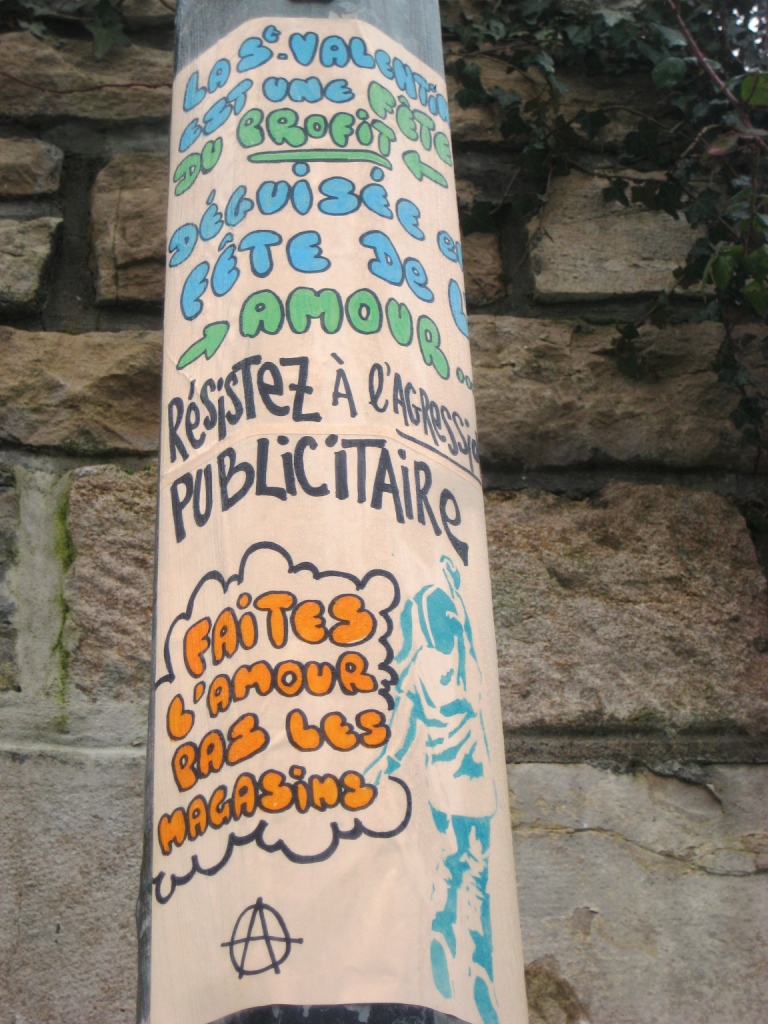 LA St. VALENTIN
EST UNE FÊTE
DU PROFIT
DÉGUISÉE en
FÊTE De L'
AMOUR...
RésisTEZ À l'AGRessio
PUBLICITAire
FAITES
L'AMOUR
PAS LES
MAGASINS
A